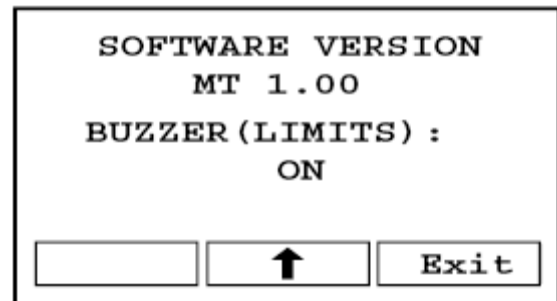 SOFTWARE VERSION
MT 1.00
BUZZER(LIMITS):
ON
Exit